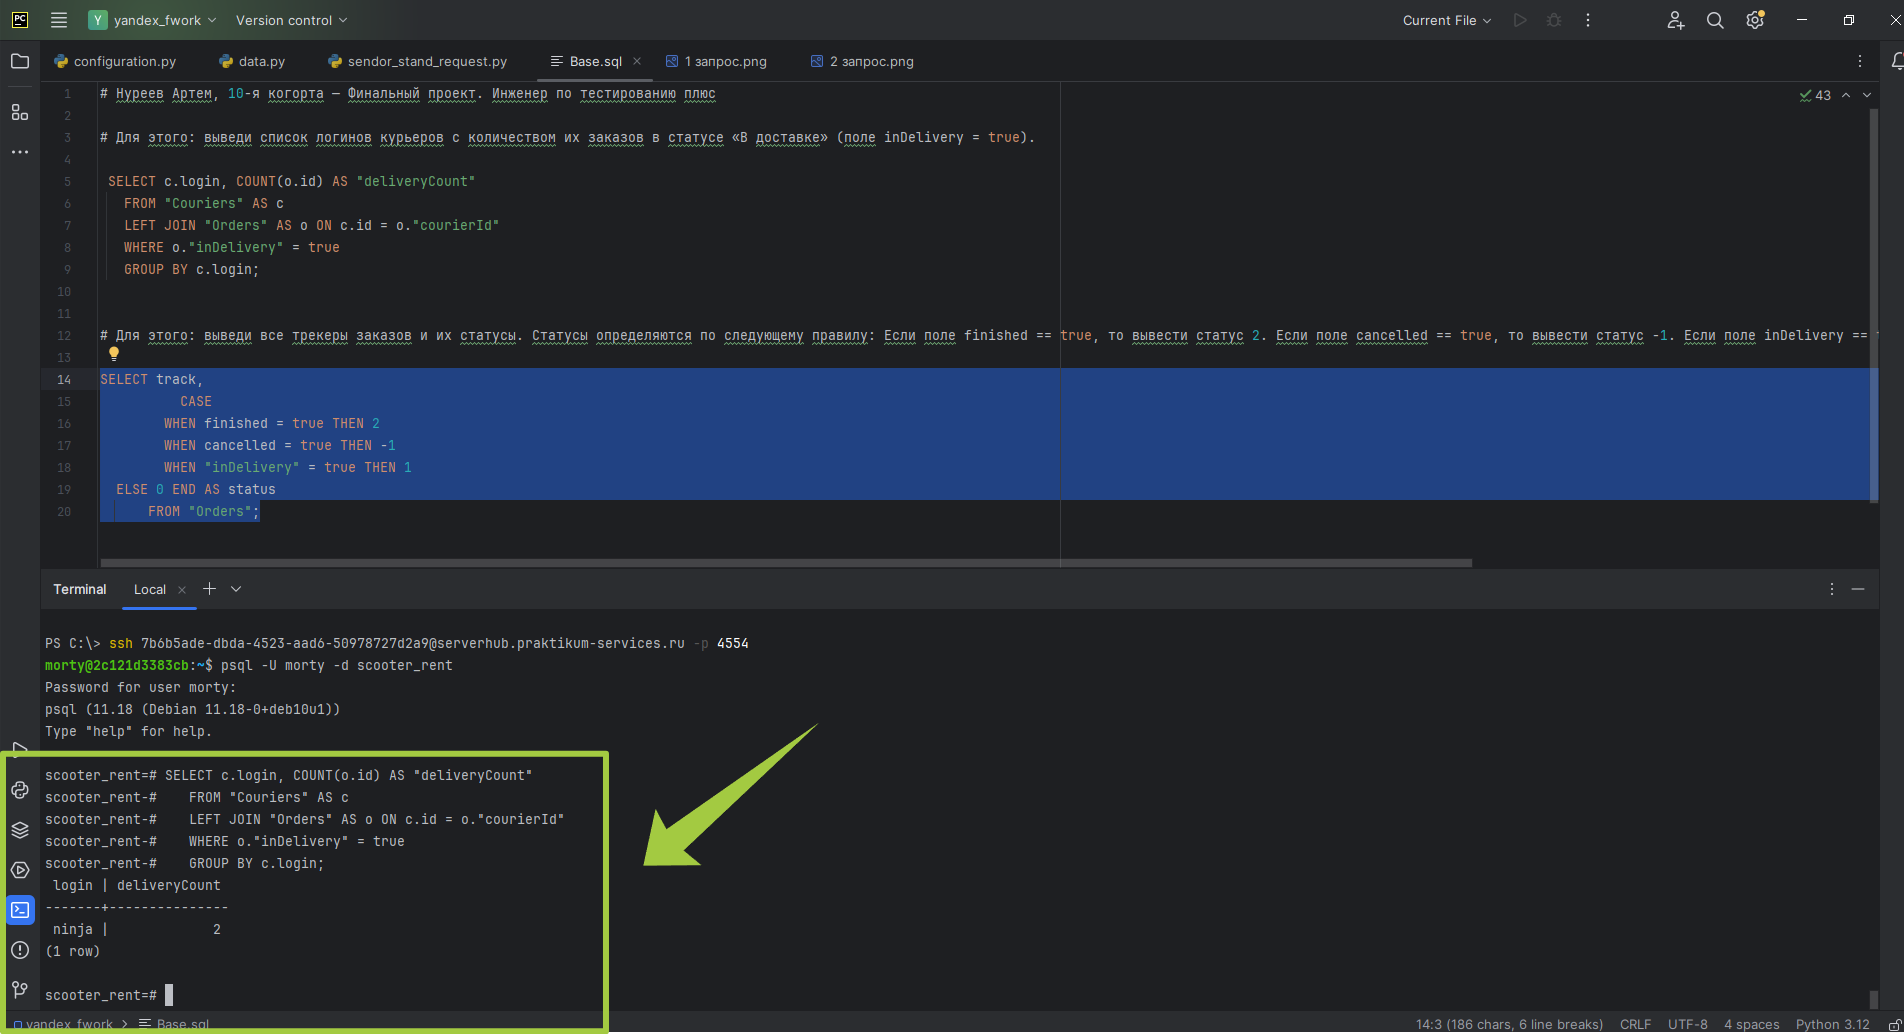 PC Y yandex_fwork Version control Current File
configuration.py data.py sendor_stand_request.py Base.sql 1 запрос.png 2 запрос.png
1 # Нуреев Артем, 10-я когорта — Финальный проект. Инженер по тестированию плюс 43
2
3 # Для этого: выведи список логинов курьеров с количеством их заказов в статусе «В доставке» (поле inDelivery = true).
4
5 SELECT c.login, COUNT(o.id) AS "deliveryCount"
6 FROM "Couriers" AS c
7 LEFT JOIN "Orders" AS o ON c.id = o."courierId"
8 WHERE o."inDelivery" = true
9 GROUP BY c.login;
10
11
12 # Для этого: выведи все трекеры заказов и их статусы. Статусы определяются по следующему правилу: Если поле finished == true, то вывести статус 2. Если поле cancelled == true, то вывести статус -1. Если поле inDelivery ==
13
14 SELECT track,
15 CASE
16 WHEN finished = true THEN 2
17 WHEN cancelled = true THEN -1
18 WHEN "inDelivery" = true THEN 1
19 ELSE 0 END AS status
20 FROM "Orders";
Terminal Local
PS C:\> ssh 7b6b5ade-dbda-4523-aad6-50978727d2a9@serverhub.praktikum-services.ru -p 4554
morty@2c121d3383cb:~$ psql -U morty -d scooter_rent
Password for user morty:
psql (11.18 (Debian 11.18-0+deb10u1))
Type "help" for help.
scooter_rent=# SELECT c.login, COUNT(o.id) AS "deliveryCount"
scooter_rent-# FROM "Couriers" AS c
scooter_rent-# LEFT JOIN "Orders" AS o ON c.id = o."courierId"
scooter_rent-# WHERE o."inDelivery" = true
scooter_rent-# GROUP BY c.login;
login | deliveryCount
-------+---------------
ninja | 2
(1 row)
scooter_rent=#
yandex_fwork > Base.sql 14:3 (186 chars, 6 line breaks) CRLF UTF-8 4 spaces Python 3.12